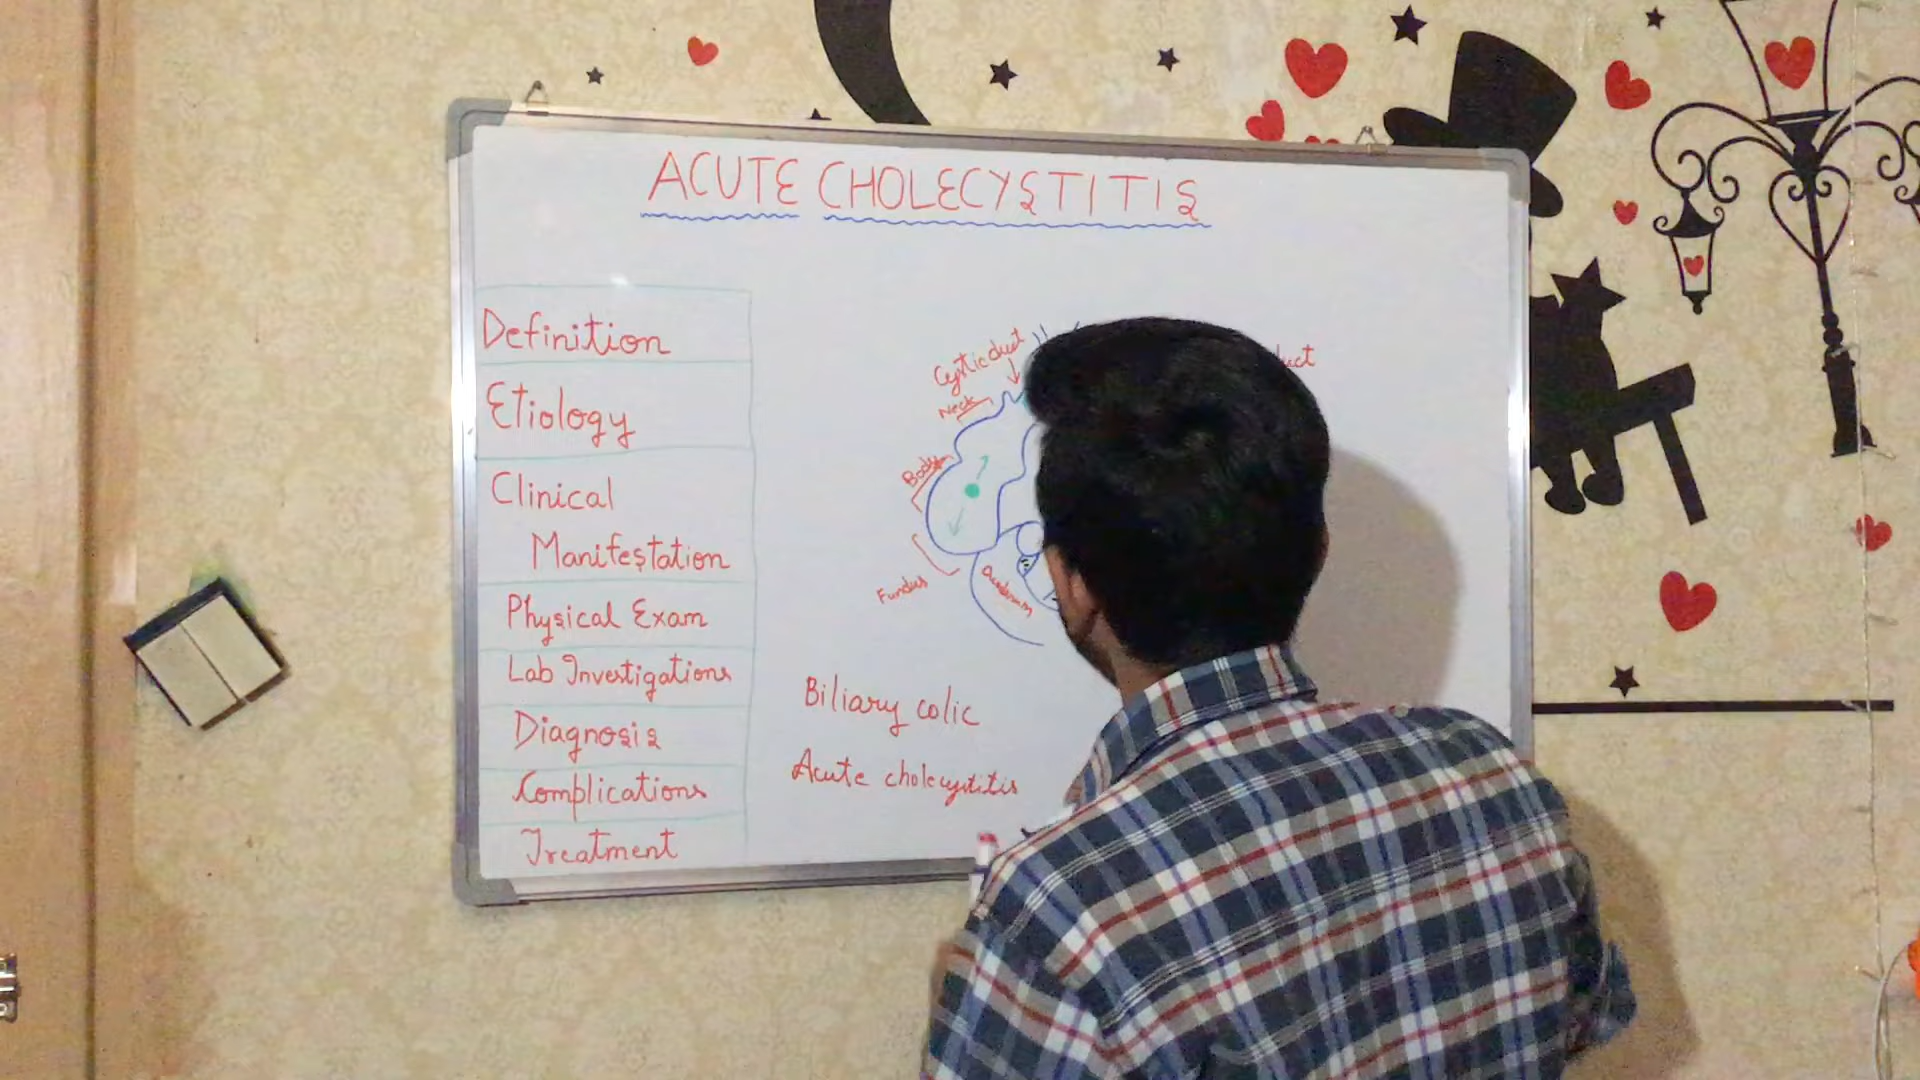 ACUTE CHOLECYSTITIS
Definition
Etiology
Clinical
Manifestation
Physical Exam
Lab Investigations
Diagnosis
Complications
Treatment
Cystic duct
Neck
Body
Fundus
Duodenum
Biliary colic
Acute cholecystitis